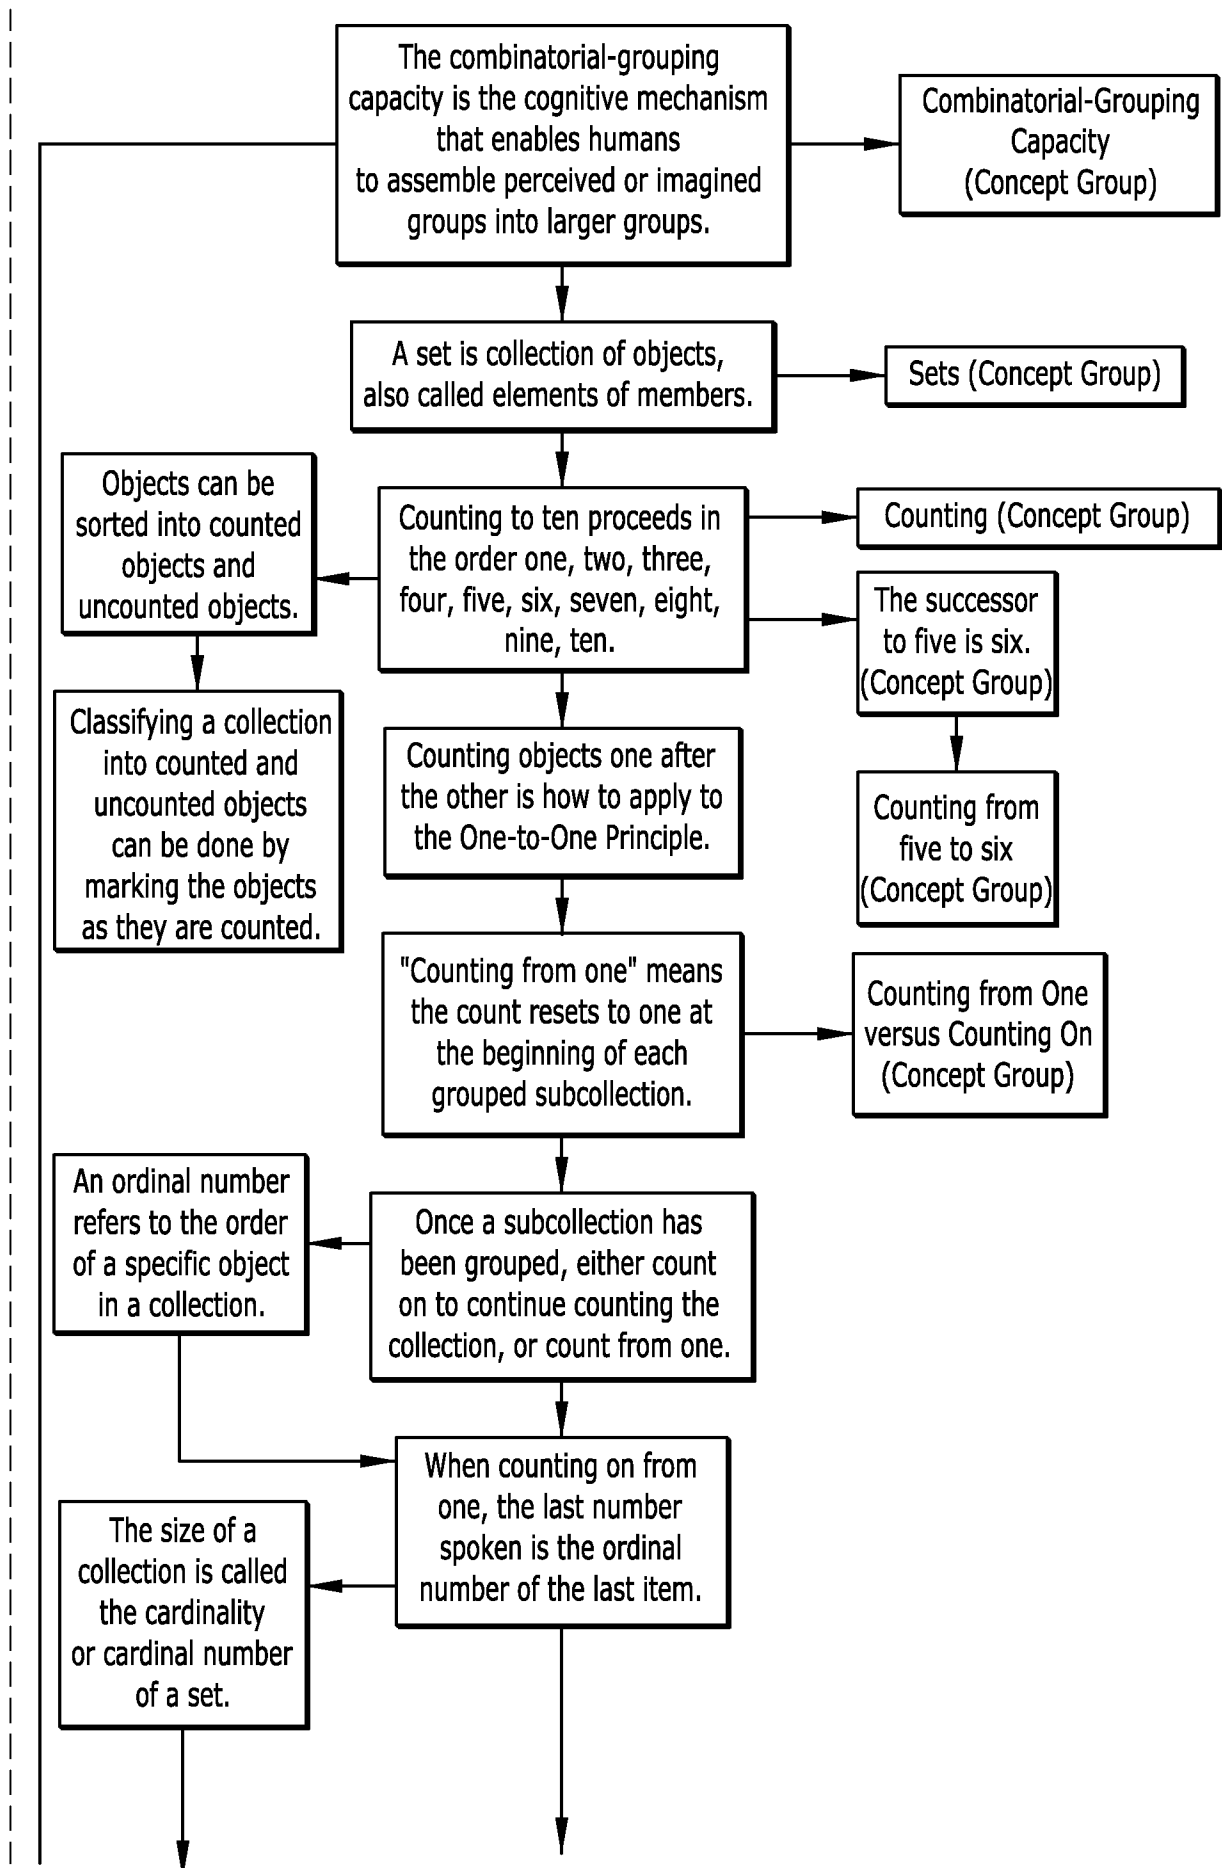 The combinatorial-grouping
capacity is the cognitive mechanism
that enables humans
to assemble perceived or imagined
groups into larger groups.
Combinatorial-Grouping
Capacity
(Concept Group)
A set is collection of objects,
also called elements of members.
Sets (Concept Group)
Objects can be
sorted into counted
objects and
uncounted objects.
Counting to ten proceeds in
the order one, two, three,
four, five, six, seven, eight,
nine, ten.
Counting (Concept Group)
The successor
to five is six.
(Concept Group)
Classifying a collection
into counted and
uncounted objects
can be done by
marking the objects
as they are counted.
Counting objects one after
the other is how to apply to
the One-to-One Principle.
Counting from
five to six
(Concept Group)
"Counting from one" means
the count resets to one at
the beginning of each
grouped subcollection.
Counting from One
versus Counting On
(Concept Group)
An ordinal number
refers to the order
of a specific object
in a collection.
Once a subcollection has
been grouped, either count
on to continue counting the
collection, or count from one.
When counting on from
one, the last number
spoken is the ordinal
number of the last item.
The size of a
collection is called
the cardinality
or cardinal number
of a set.